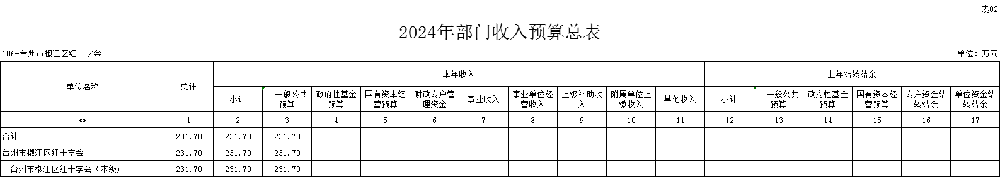 表02
2024年部门收入预算总表
106-台州市椒江区红十字会 单位：万元
单位名称 总计 本年收入 上年结转结余
小计 一般公共预算 政府性基金预算 国有资本经营预算 财政专户管理资金 事业收入 事业单位经营收入 上级补助收入 附属单位上缴收入 其他收入 小计 一般公共预算 政府性基金预算 国有资本经营预算 专户资金结转结余 单位资金结转结余
** 1 2 3 4 5 6 7 8 9 10 11 12 13 14 15 16 17
合计 231.70 231.70 231.70
台州市椒江区红十字会 231.70 231.70 231.70
台州市椒江区红十字会（本级） 231.70 231.70 231.70